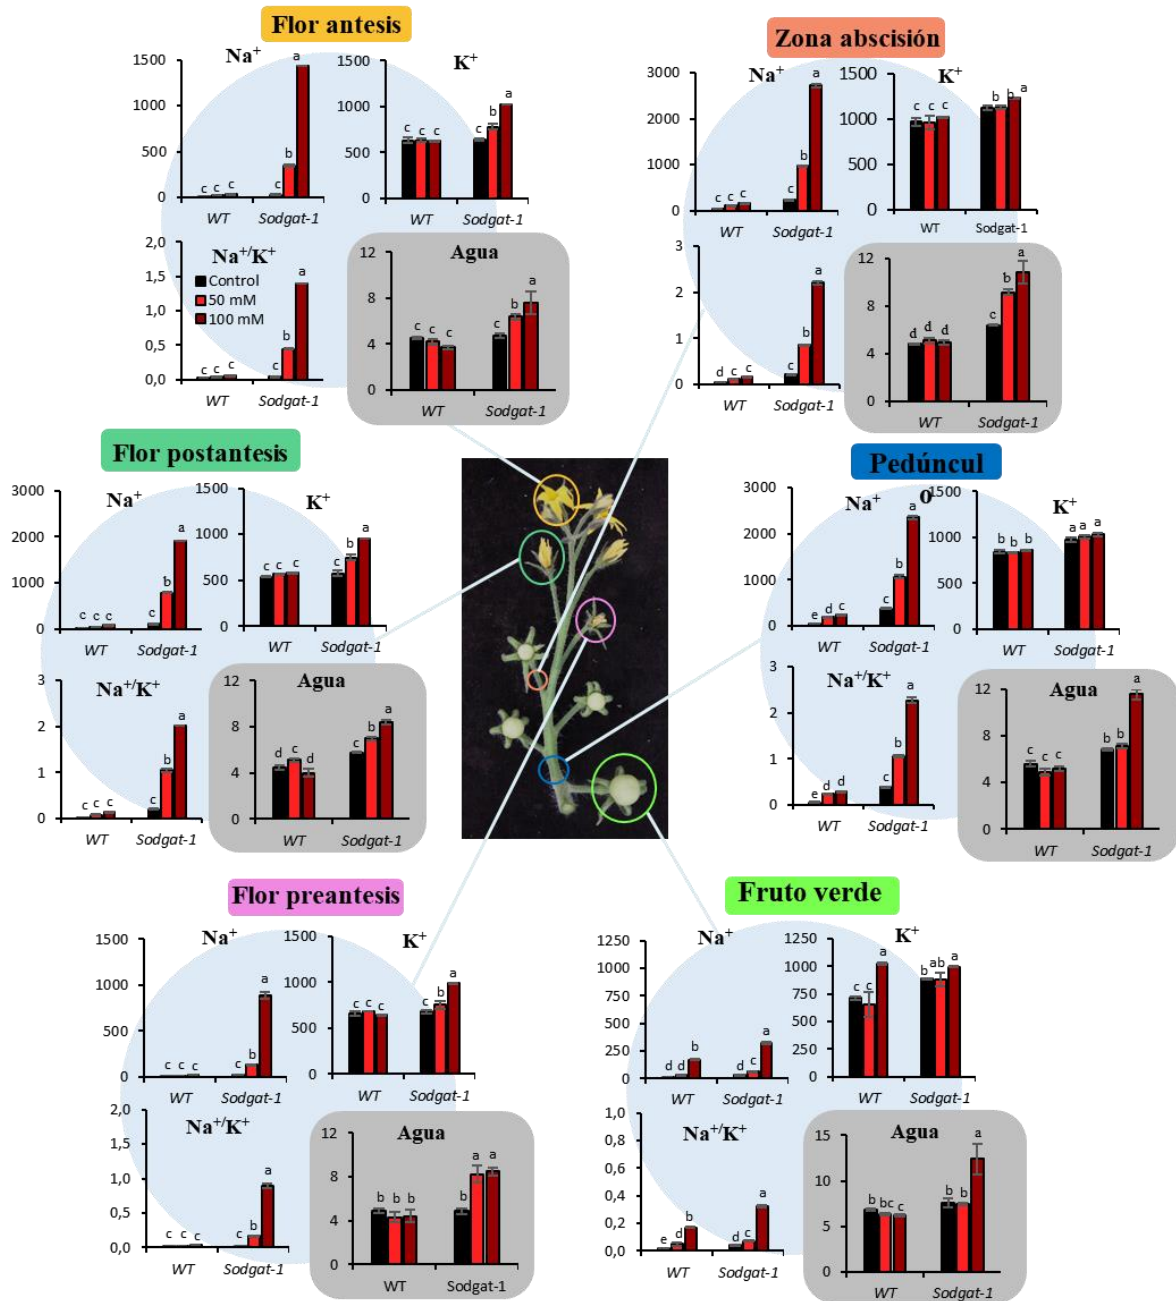 Flor antesis
Na+
1500
1000
500
0
c c c
c
b
a
WT
Sodgat-1
K+
1500
1000
500
0
c c c
c
b
a
WT
Sodgat-1
2,0
1,5
1,0
0,5
0,0
Na+/K+
Control
50 mM
100 mM
c c c
c
b
a
WT
Sodgat-1
Agua
12
8
4
0
c c c
c
b
a
WT
Sodgat-1
Zona abscisión
Na+
3000
2000
1000
0
c c c
c
b
a
WT
Sodgat-1
K+
1500
1000
500
0
c c c
b b a
WT
Sodgat-1
3
2
1
0
d c c
c
b
a
WT
Sodgat-1
12
8
4
0
d d d
c
b
a
WT
Sodgat-1
Flor postantesis
Na+
3000
2000
1000
0
c c c
c
b
a
WT
Sodgat-1
K+
1500
1000
500
0
c c c
c
b
a
WT
Sodgat-1
Na+/K+
3
2
1
0
c c c
c
b
a
WT
Sodgat-1
Agua
12
8
4
0
d c d
c
b
a
WT
Sodgat-1
Pedúncul
o
Na+
3000
2000
1000
0
e d c
c
b
a
WT
Sodgat-1
K+
1500
1000
500
0
b b b
a a a
WT
Sodgat-1
Na+/K+
3
2
1
0
e d d
c
b
a
WT
Sodgat-1
Agua
12
8
4
0
b c c
b b
a
WT
Sodgat-1
Flor preantesis
Na+
1500
1000
500
0
c c c
c
b
a
WT
Sodgat-1
K+
1500
1000
500
0
c c c
c
b
a
WT
Sodgat-1
Na+/K+
2,0
1,5
1,0
0,5
0,0
c c c
c
b
a
WT
Sodgat-1
Agua
12
8
4
0
b b b
b
a a
WT
Sodgat-1
Fruto verde
Na+
1250
1000
750
500
250
0
d d b
d c a
WT
Sodgat-1
K+
1250
1000
750
500
250
0
c c a
b ab a
WT
Sodgat-1
Na+/K+
1,0
0,8
0,6
0,4
0,2
0,0
e d b
d c a
WT
Sodgat-1
Agua
15
10
5
0
b bc c
b b a
WT
Sodgat-1